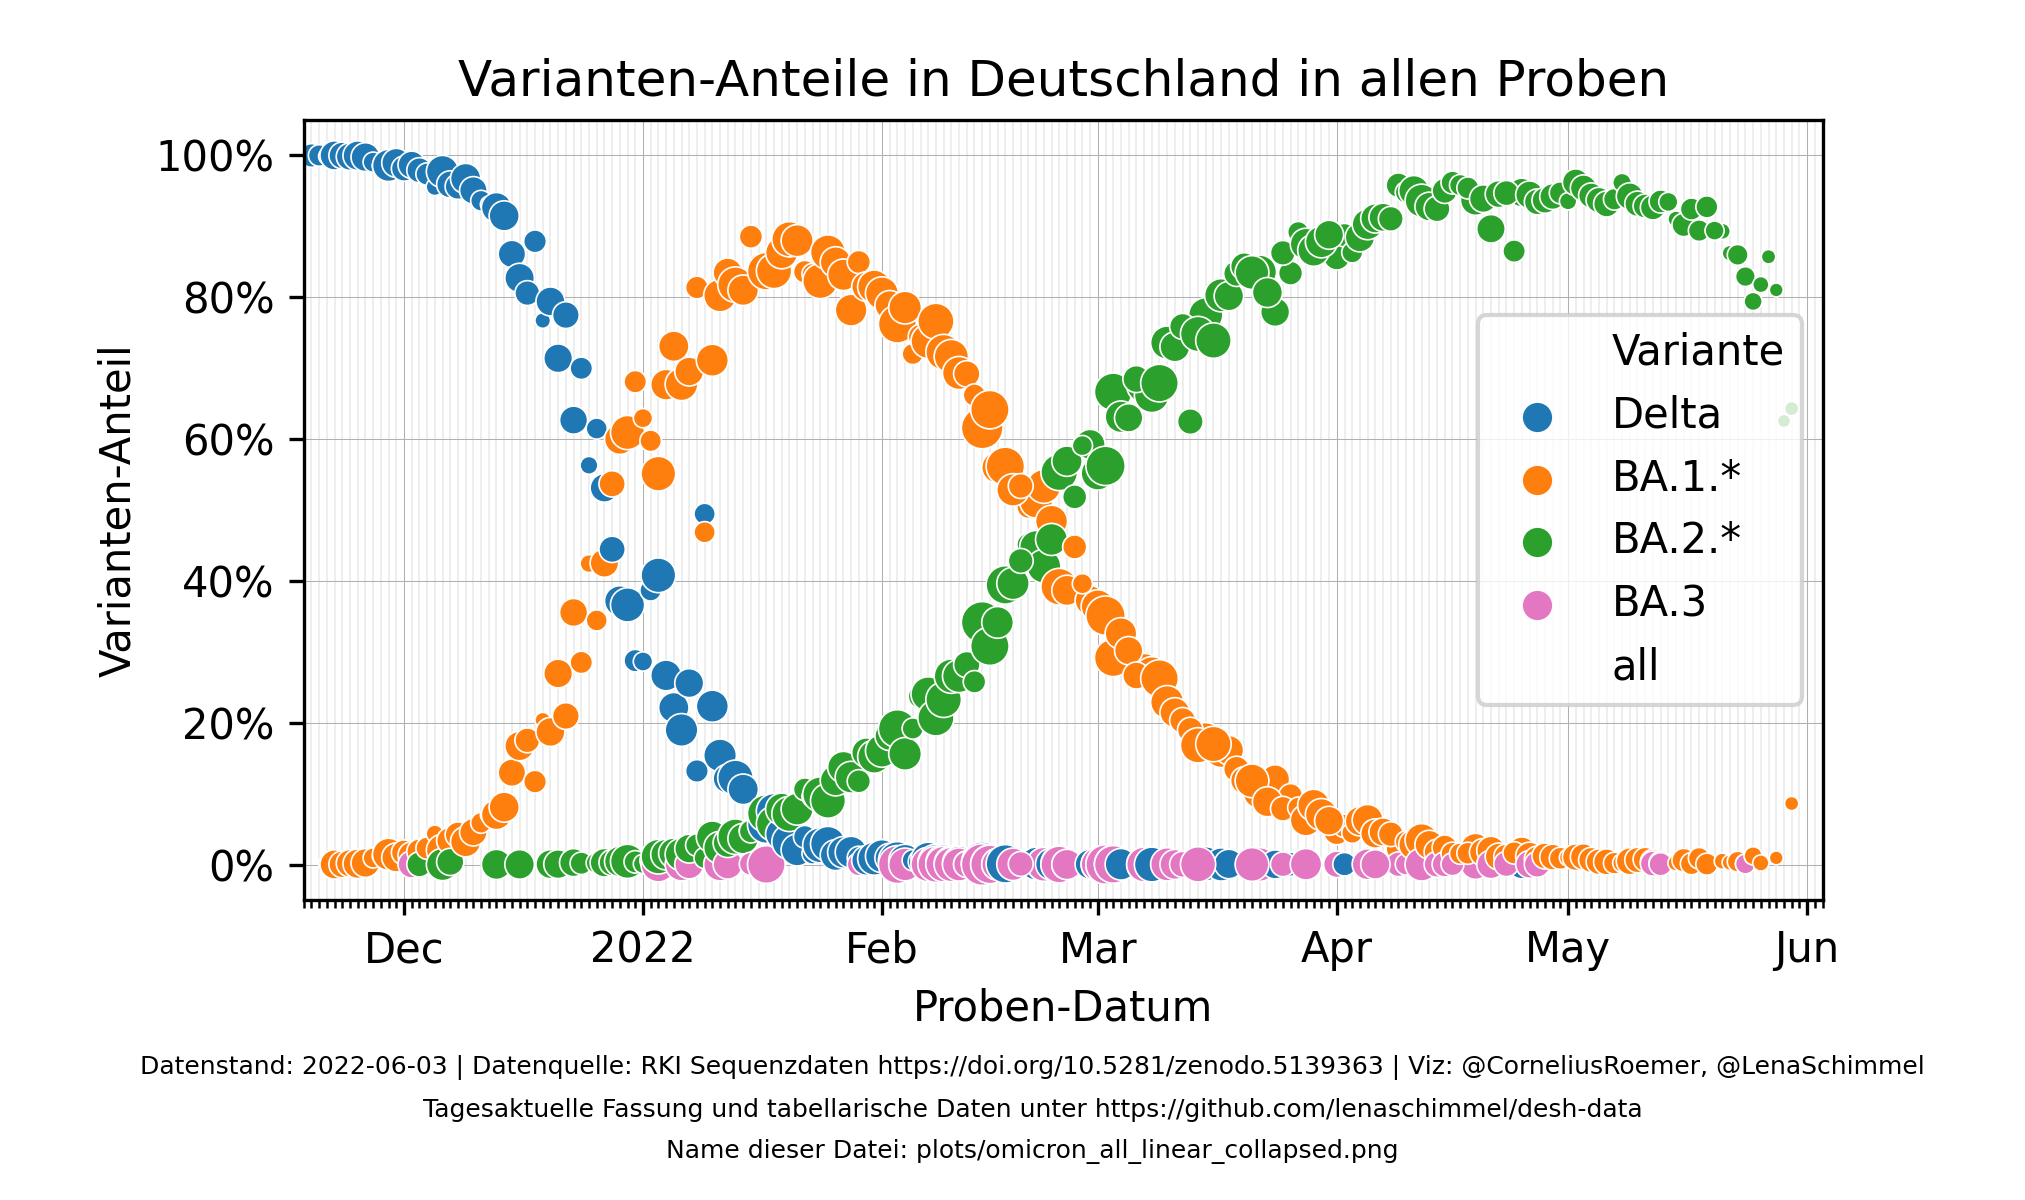 Varianten-Anteile in Deutschland in allen Proben
Varianten-Anteil
100%
80%
60%
40%
20%
0%
Variante
Delta
BA.1.*
BA.2.*
BA.3
all
Dec 2022 Feb Mar Apr May Jun
Proben-Datum
Datenstand: 2022-06-03 | Datenquelle: RKI Sequenzdaten https://doi.org/10.5281/zenodo.5139363 | Viz: @CorneliusRoemer, @LenaSchimmel
Tagesaktuelle Fassung und tabellarische Daten unter https://github.com/lenaschimmel/desh-data
Name dieser Datei: plots/omicron_all_linear_collapsed.png